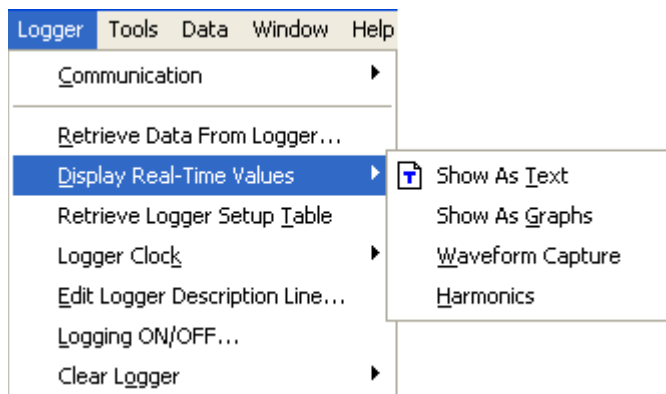 Logger Tools Data Window Help
Communication
Retrieve Data From Logger...
Display Real-Time Values
Show As Text
Retrieve Logger Setup Table
Show As Graphs
Logger Clock
Waveform Capture
Edit Logger Description Line...
Harmonics
Logging ON/OFF...
Clear Logger